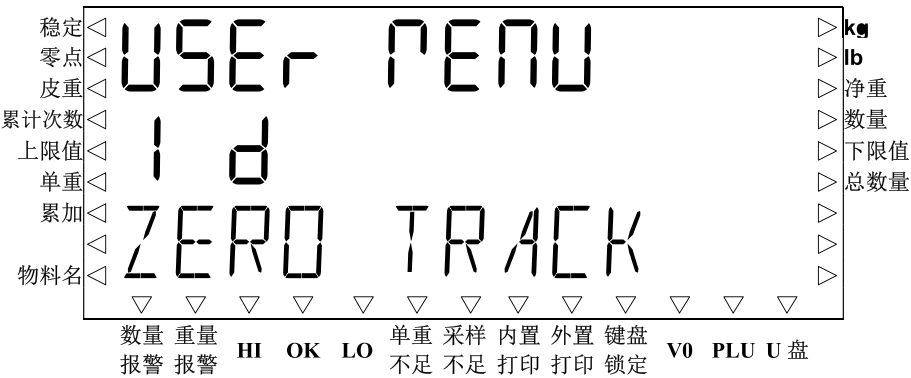 稳定 USEr MENU kg
零点 lb
皮重 净重
累计次数 1 d 数量
上限值 下限值
单重 总数量
累加 ZERO TRACK
物料名
数量报警 重量报警 HI OK LO 单重不足 采样不足 内置打印 外置打印 键盘锁定 V0 PLU U 盘